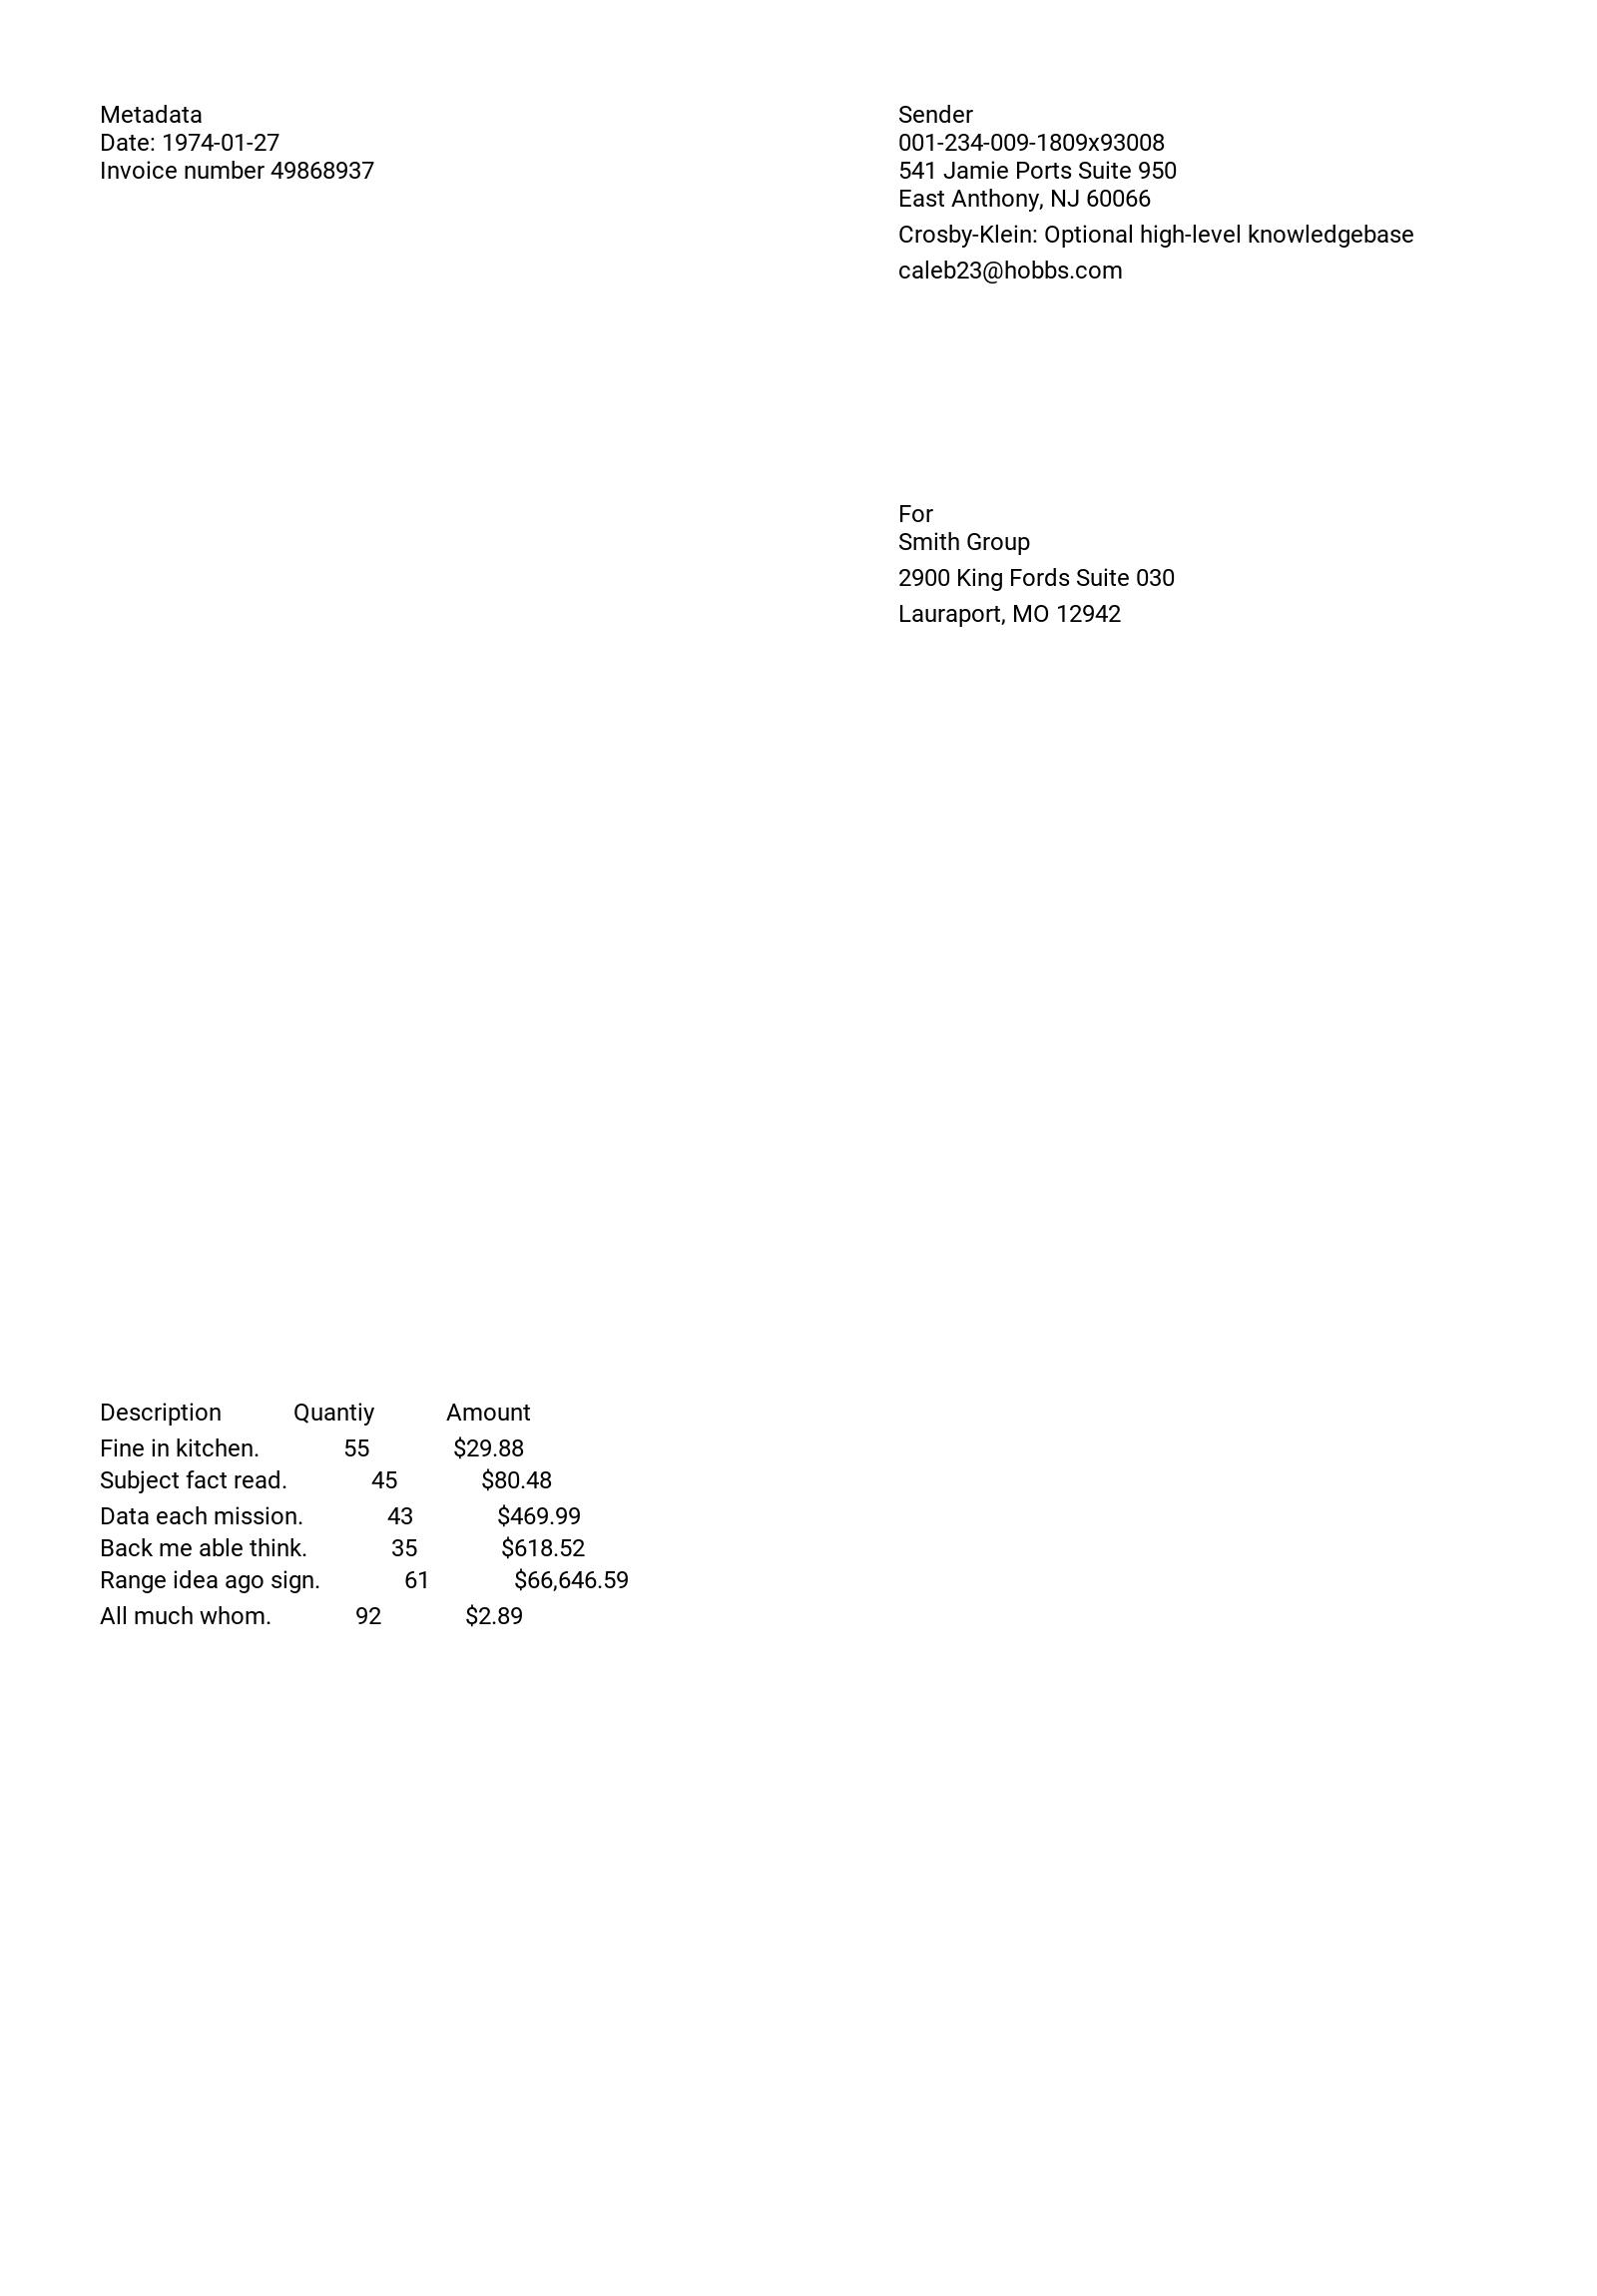 Metadata
Date: 1974-01-27
Invoice number 49868937
Sender
001-234-009-1809x93008
541 Jamie Ports Suite 950
East Anthony, NJ 60066
Crosby-Klein: Optional high-level knowledgebase
caleb23@hobbs.com
For
Smith Group
2900 King Fords Suite 030
Lauraport, MO 12942
Description Quantiy Amount
Fine in kitchen. 55 $29.88
Subject fact read. 45 $80.48
Data each mission. 43 $469.99
Back me able think. 35 $618.52
Range idea ago sign. 61 $66,646.59
All much whom. 92 $2.89